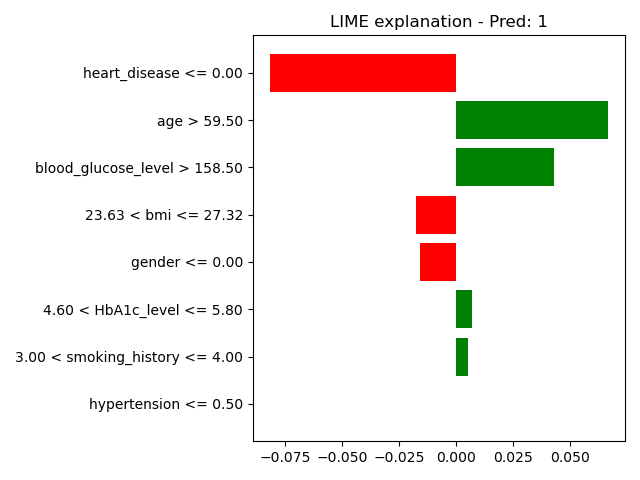 LIME explanation - Pred: 1
heart_disease <= 0.00
age > 59.50
blood_glucose_level > 158.50
23.63 < bmi <= 27.32
gender <= 0.00
4.60 < HbA1c_level <= 5.80
3.00 < smoking_history <= 4.00
hypertension <= 0.50
−0.075 −0.050 −0.025 0.000 0.025 0.050